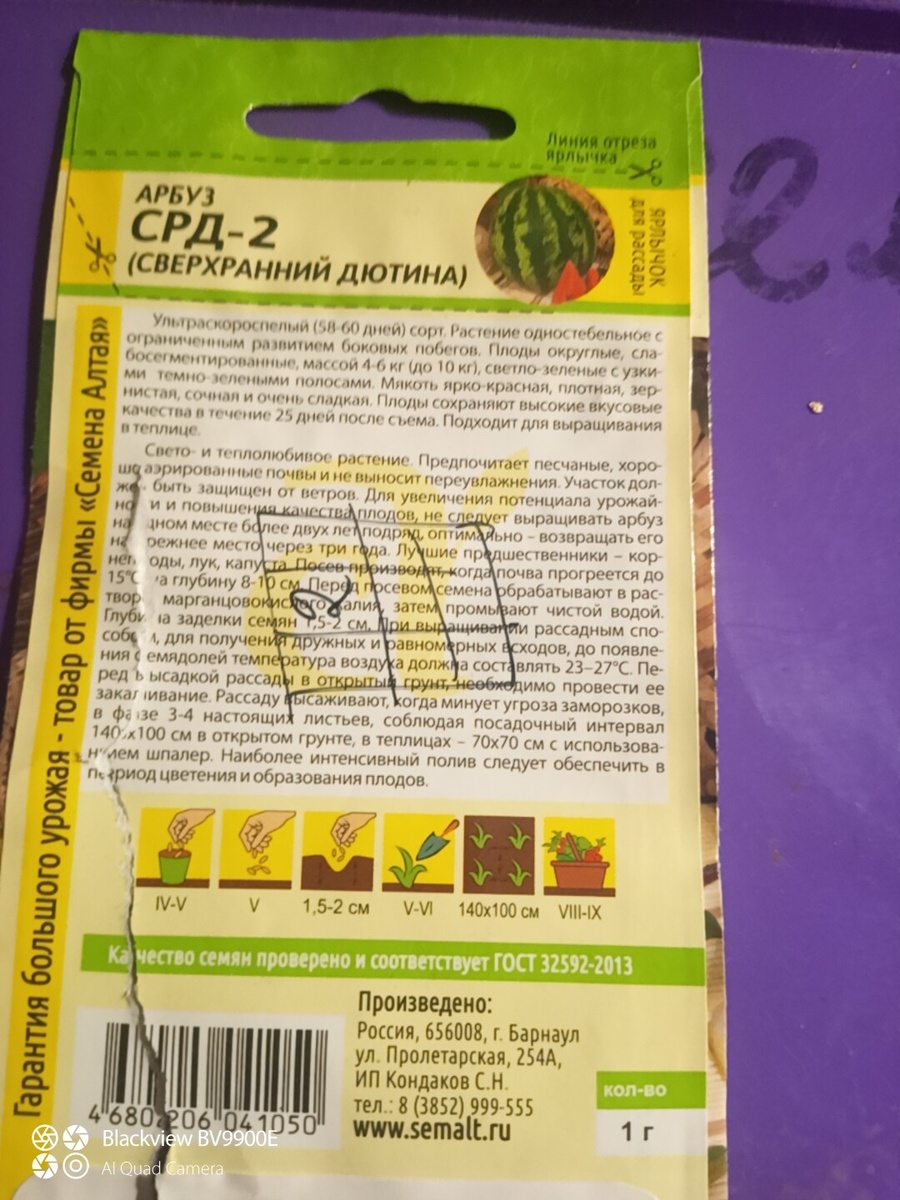 Линия отреза
ярлычка
ЯРЛЫЧОК
для рассады
АРБУЗ
СРД-2
(СВЕРХРАННИЙ ДЮТИНА)
Гарантия большого урожая - товар от фирмы «Семена Алтая»
Ультраскороспелый (58-60 дней) сорт. Растение одностебельное с
ограниченным развитием боковых побегов. Плоды округлые, сла-
босегментированные, массой 4-6 кг (до 10 кг), светло-зеленые с узки-
ми темно-зелеными полосами. Мякоть ярко-красная, плотная, зер-
нистая, сочная и очень сладкая. Плоды сохраняют высокие вкусовые
качества в течение 25 дней после съема. Подходит для выращивания
в теплице.
Свето- и теплолюбивое растение. Предпочитает песчаные, хоро-
шо аэрированные почвы и не выносит переувлажнения. Участок дол-
жен быть защищен от ветров. Для увеличения потенциала урожай-
ности и повышения качества плодов, не следует выращивать арбуз
на одном месте более двух лет подряд, оптимально – возвращать его
на прежнее место через три года. Лучшие предшественники – кор-
неплоды, лук, капуста. Посев производят, когда почва прогреется до
15°C на глубину 8-10 см. Перед посевом семена обрабатывают в рас-
творе марганцовокислого калия, затем промывают чистой водой.
Глубина заделки семян 1,5-2 см. При выращивании рассадным спо-
собом, для получения дружных и равномерных всходов, до появле-
ния семядолей температура воздуха должна составлять 23–27°C. Пе-
ред высадкой рассады в открытый грунт, необходимо провести ее
закаливание. Рассаду высаживают, когда минует угроза заморозков,
в фазе 3-4 настоящих листьев, соблюдая посадочный интервал
140х100 см в открытом грунте, в теплицах – 70х70 см с использова-
нием шпалер. Наиболее интенсивный полив следует обеспечить в
период цветения и образования плодов.
IV-V V 1,5-2 см V-VI 140х100 см VIII-IX
Качество семян проверено и соответствует ГОСТ 32592-2013
Произведено:
Россия, 656008, г. Барнаул
ул. Пролетарская, 254А,
ИП Кондаков С.Н.
тел.: 8 (3852) 999-555
www.semalt.ru
кол-во
1 г
4 680206 041050
Blackview BV9900E
AI Quad Camera